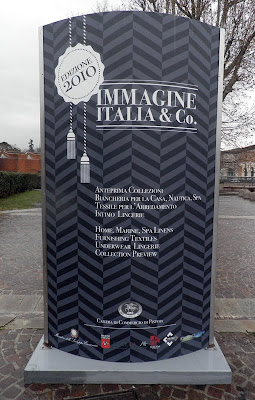 EDIZIONE
2010
IMMAGINE
ITALIA & Co.
ANTEPRIMA COLLEZIONI
BIANCHERIA PER LA CASA, NAUTICA, SPA
TESSILE PER L'ARREDAMENTO
INTIMO LINGERIE
HOME, MARINE, SPA LINENS
FURNISHING TEXTILES
UNDERWEAR LINGERIE
COLLECTION PREVIEW
CAMERA DI COMMERCIO DI PISTOIA